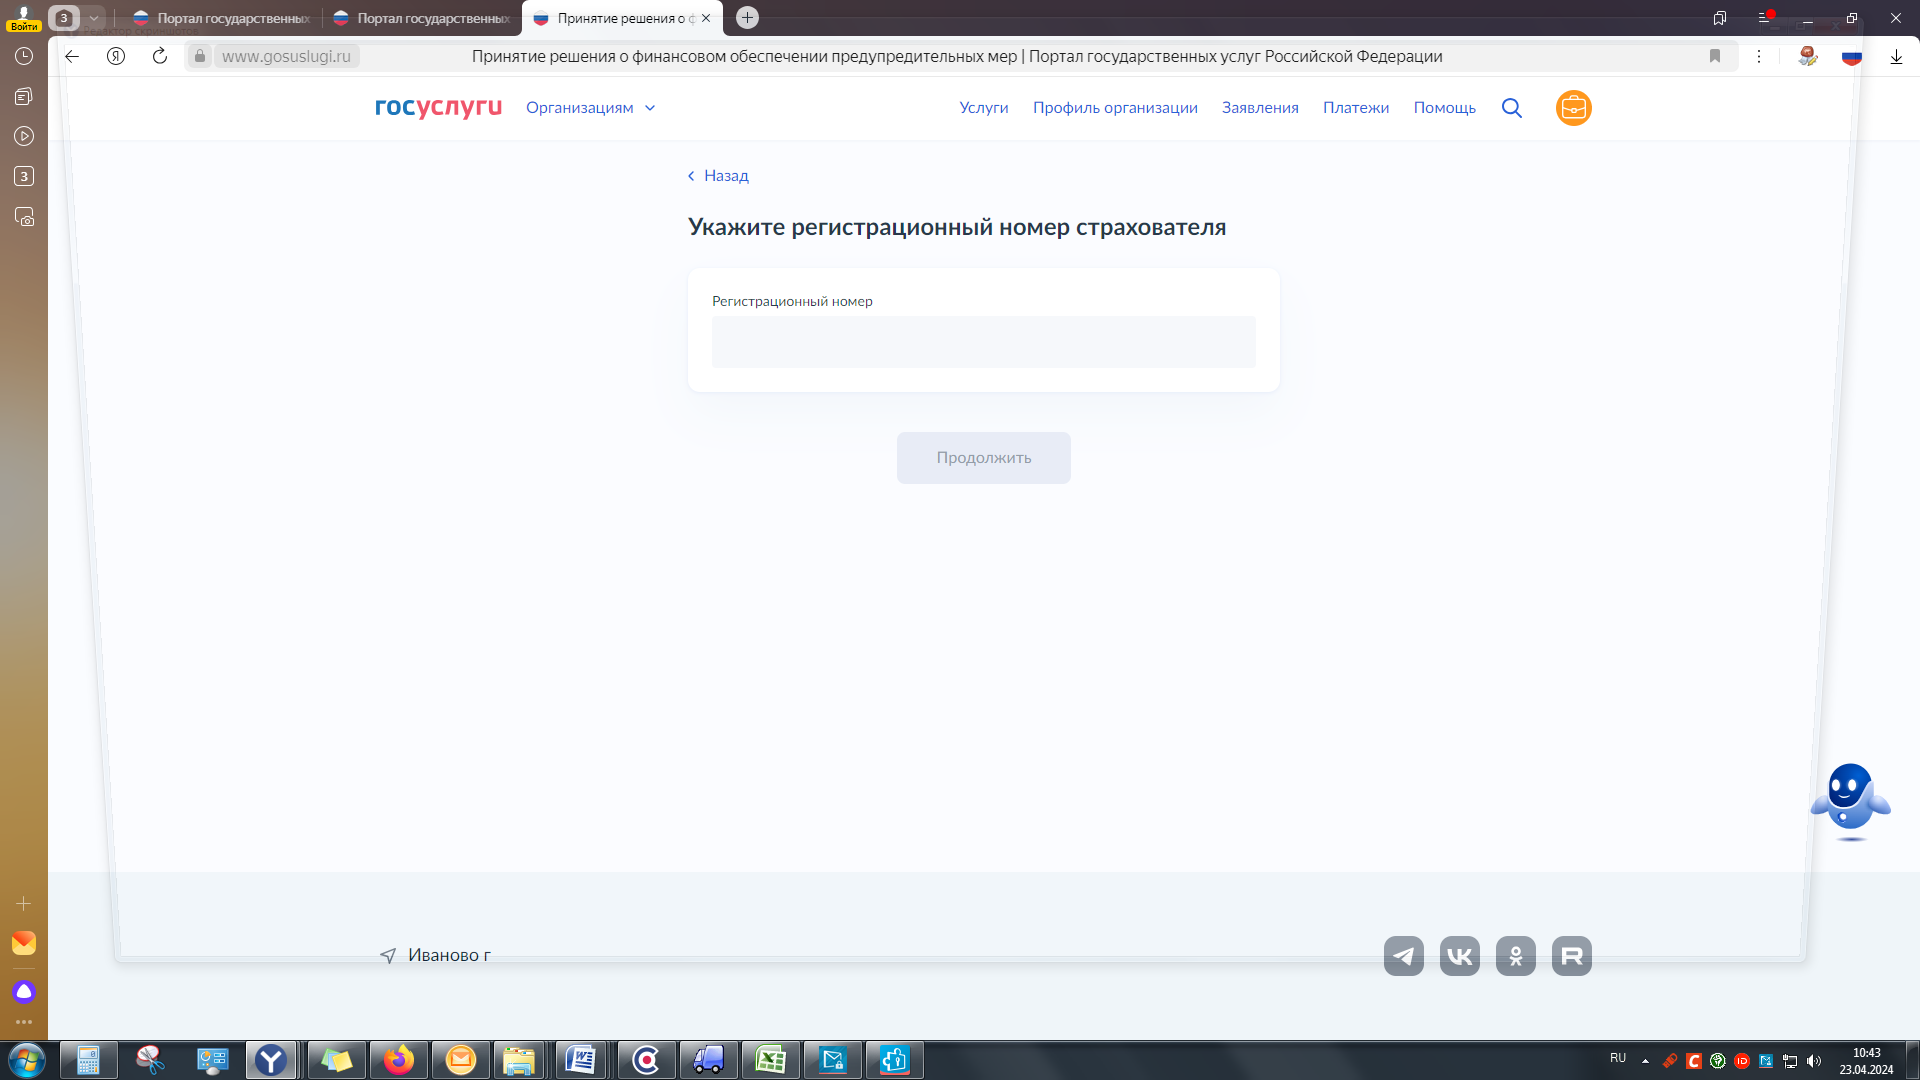 Войти
3
Портал государственных
Портал государственных
Принятие решения о ф
www.gosuslugi.ru
Принятие решения о финансовом обеспечении предупредительных мер | Портал государственных услуг Российской Федерации
3
госуслуги
Организациям
Услуги
Профиль организации
Заявления
Платежи
Помощь
Назад
Укажите регистрационный номер страхователя
Регистрационный номер
Продолжить
Иваново г
RU
10:43
23.04.2024